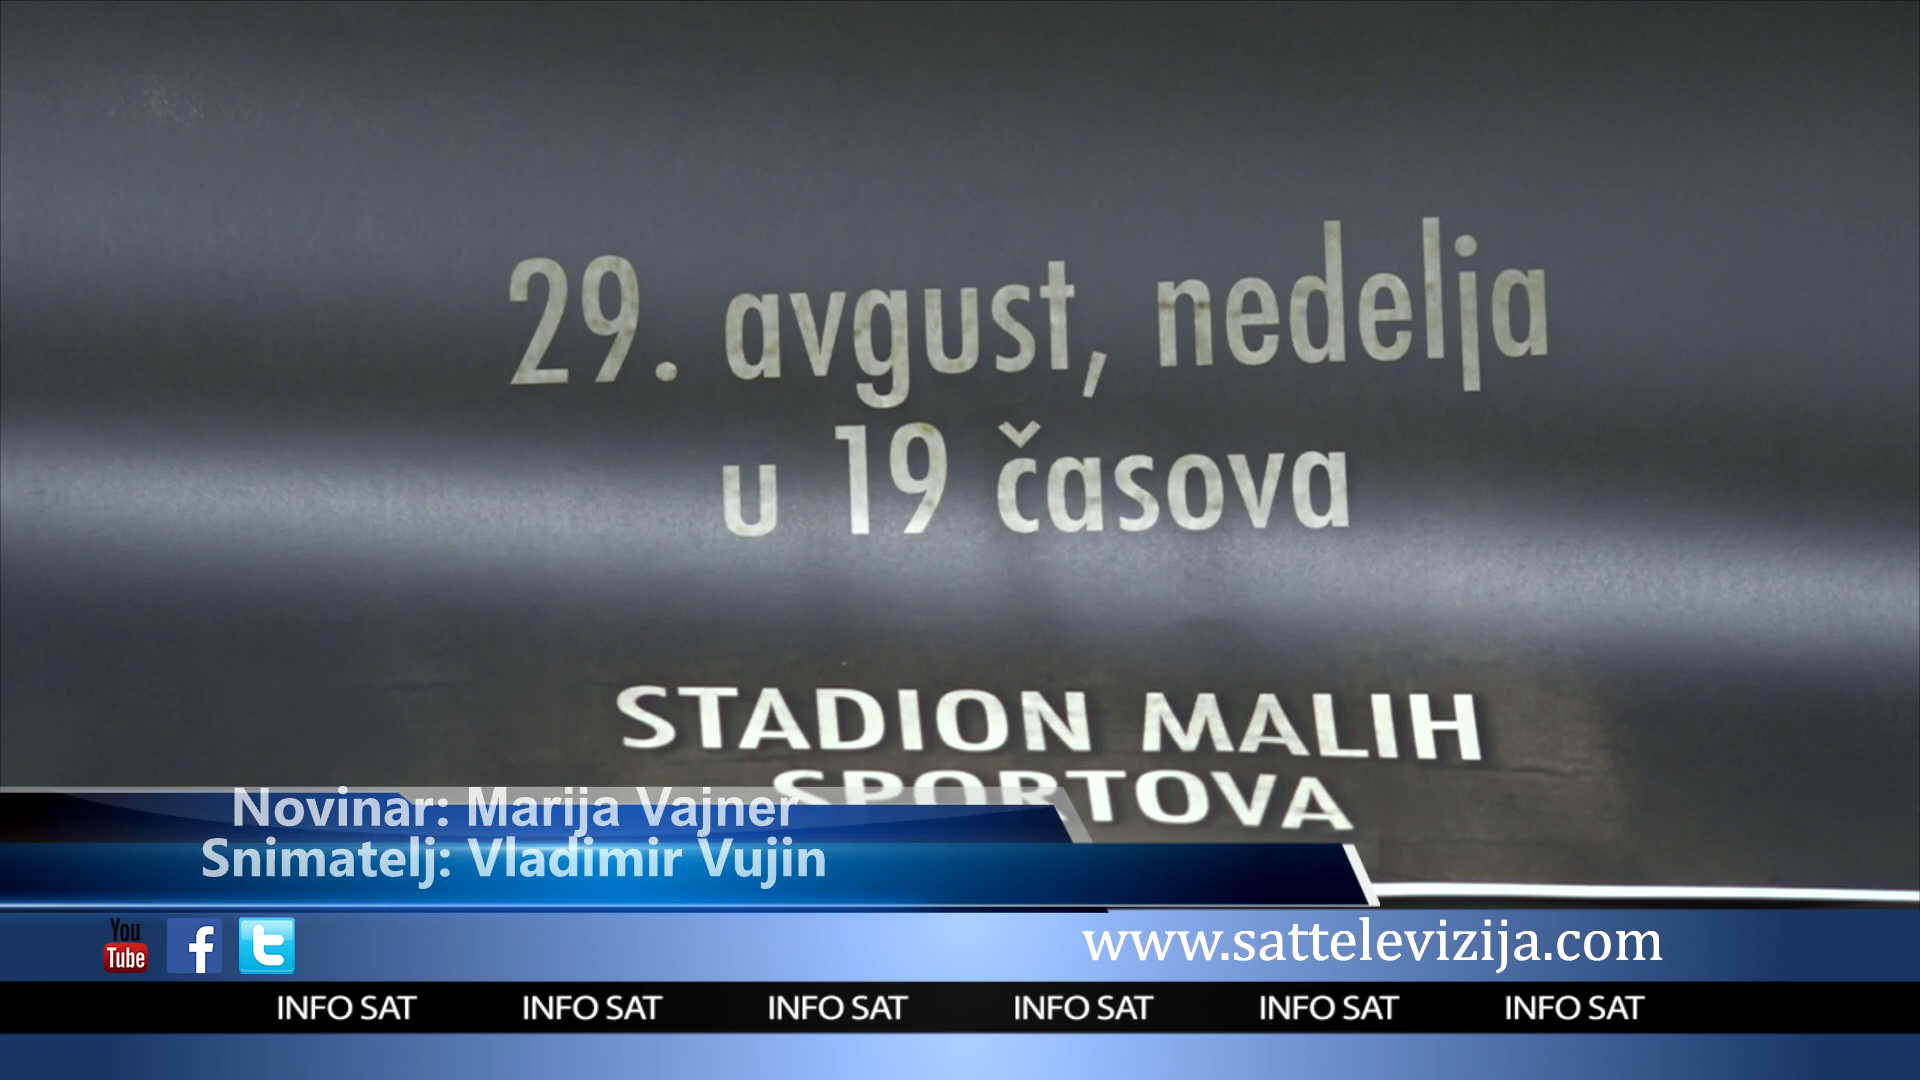 29. avgust, nedelja
u 19 časova
STADION MALIH
SPORTOVA
Novinar: Marija Vajner
Snimatelj: Vladimir Vujin
You
Tube
f
t
www.sattelevizija.com
INFO SAT INFO SAT INFO SAT INFO SAT INFO SAT INFO SAT